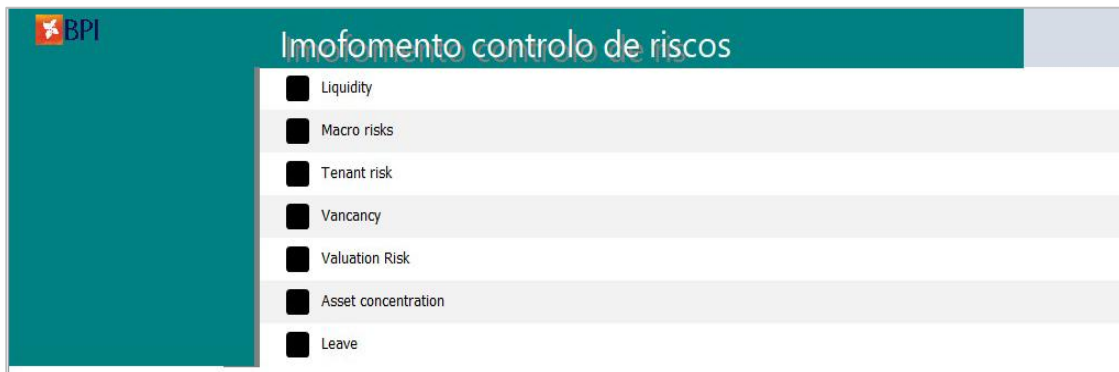 BPI
Imofomento controlo de riscos
Liquidity
Macro risks
Tenant risk
Vancancy
Valuation Risk
Asset concentration
Leave